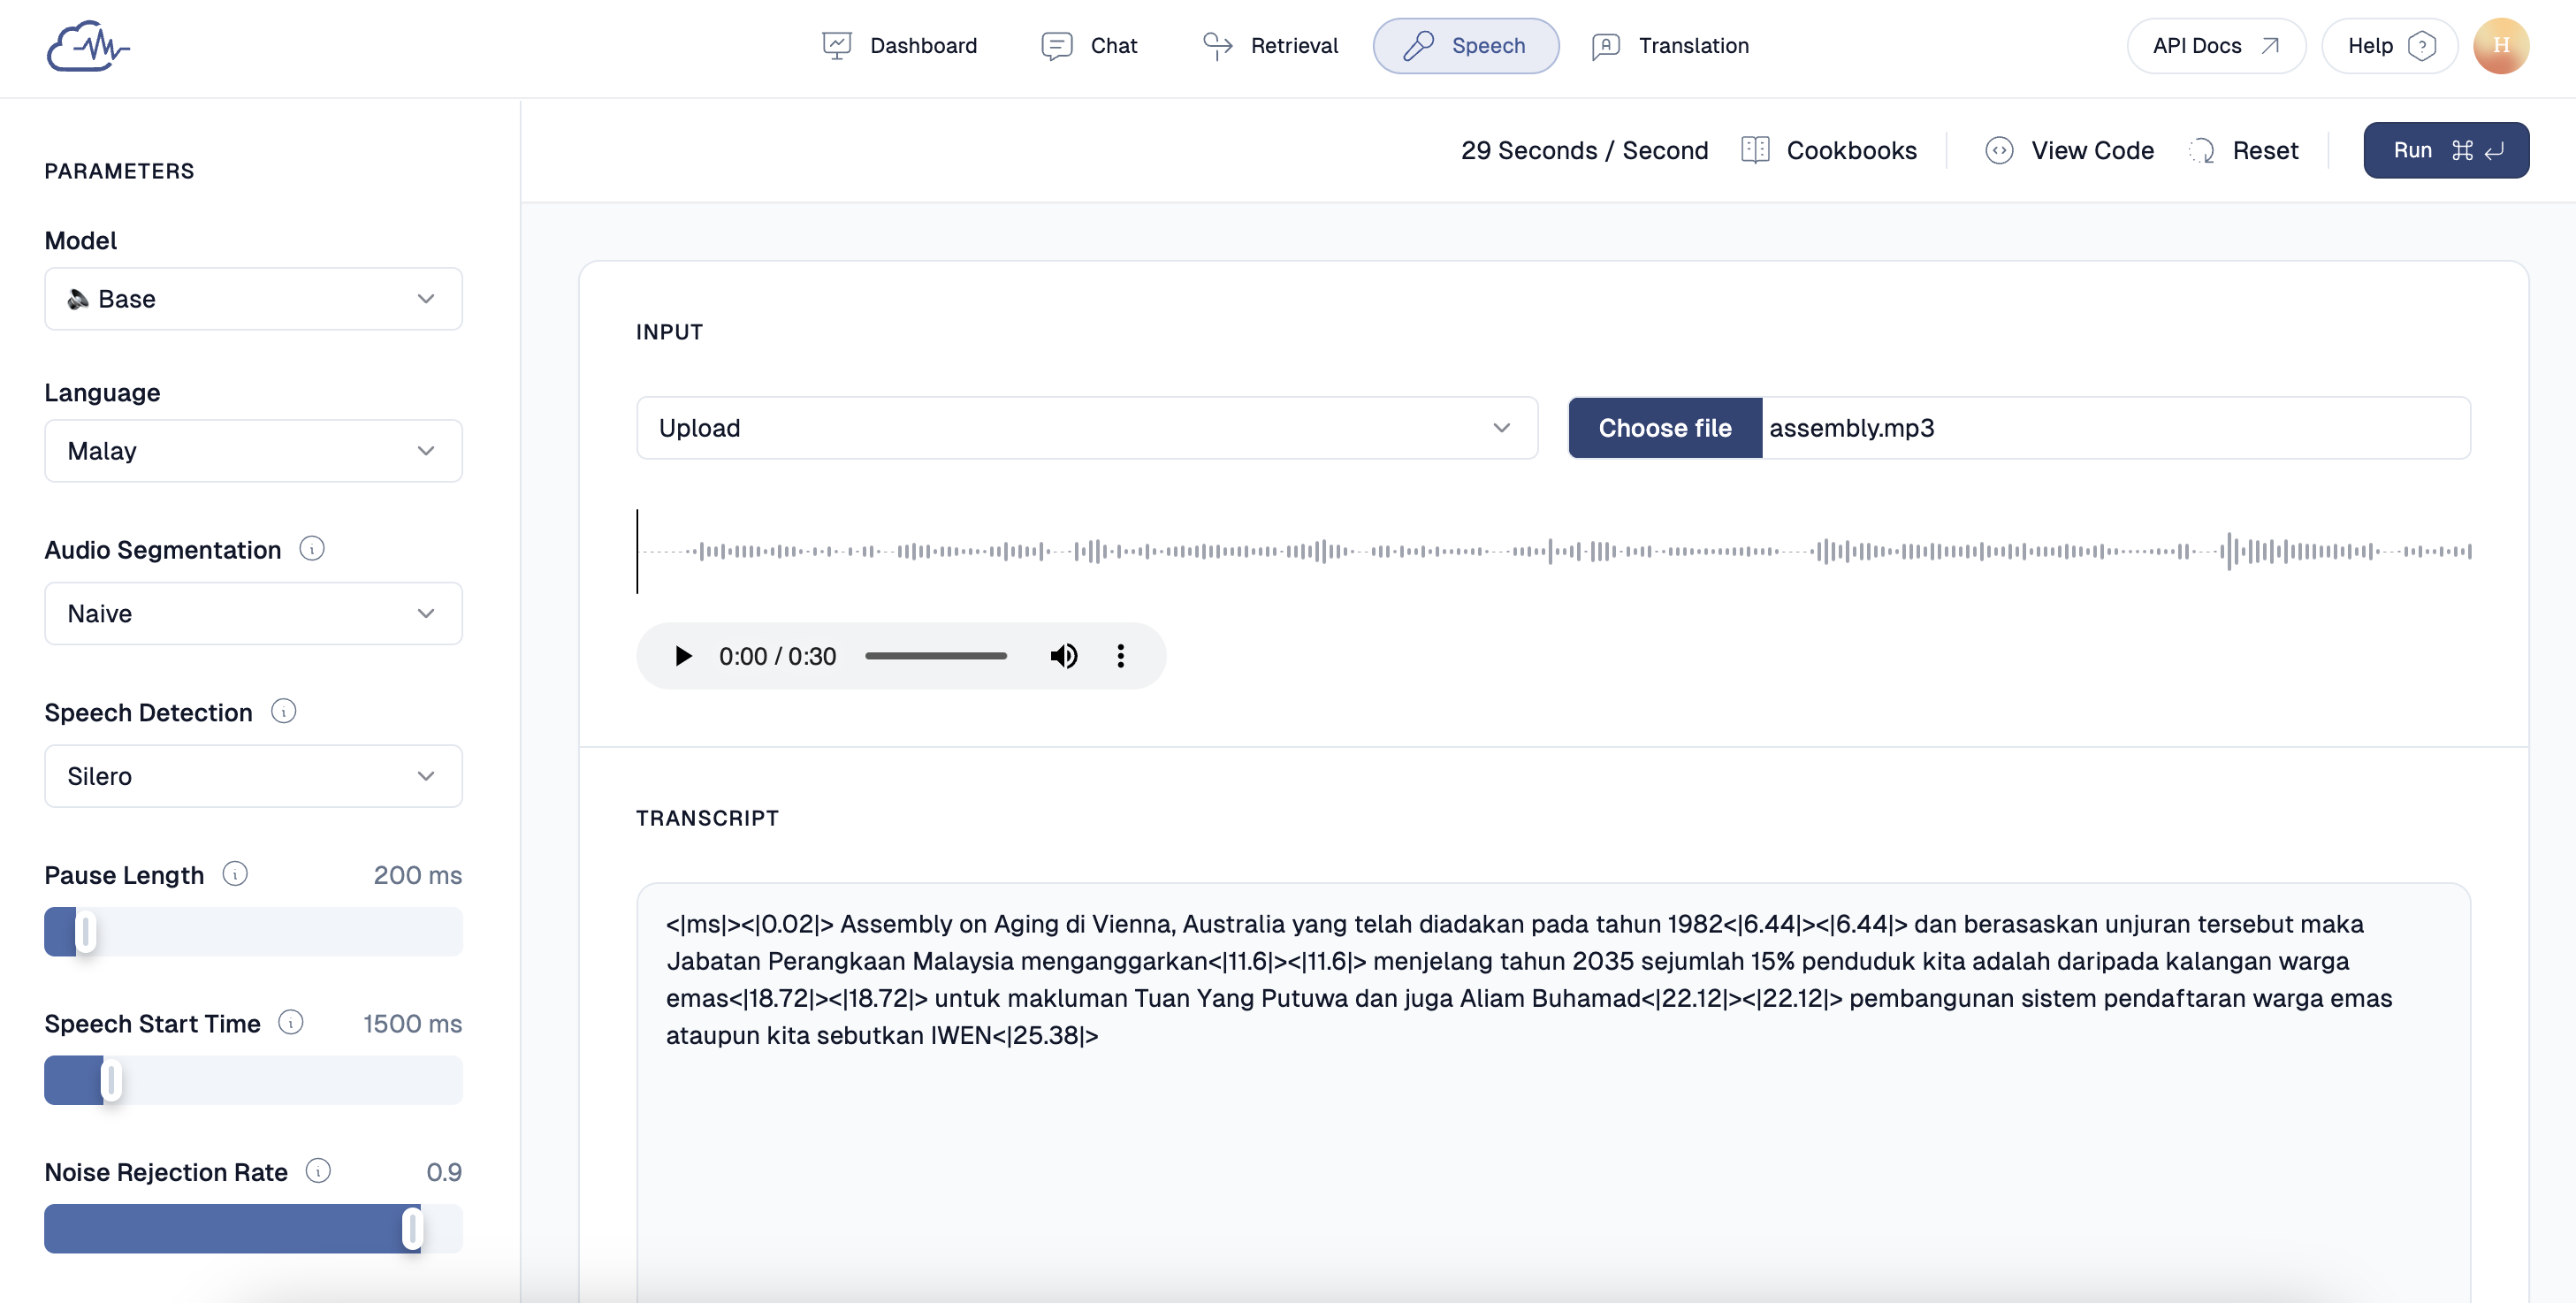 Dashboard
Chat
Retrieval
Speech
Translation
API Docs
Help
H
29 Seconds / Second
Cookbooks
View Code
Reset
Run ⌘
PARAMETERS
Model
Base
Language
Malay
Audio Segmentation
Naive
Speech Detection
Silero
Pause Length
200 ms
Speech Start Time
1500 ms
Noise Rejection Rate
0.9
INPUT
Upload
Choose file
assembly.mp3
0:00 / 0:30
TRANSCRIPT
<|ms|><|0.02|> Assembly on Aging di Vienna, Australia yang telah diadakan pada tahun 1982<|6.44|><|6.44|> dan berasaskan unjuran tersebut maka
Jabatan Perangkaan Malaysia menganggarkan<|11.6|><|11.6|> menjelang tahun 2035 sejumlah 15% penduduk kita adalah daripada kalangan warga
emas<|18.72|><|18.72|> untuk makluman Tuan Yang Putuwa dan juga Aliam Buhamad<|22.12|><|22.12|> pembangunan sistem pendaftaran warga emas
ataupun kita sebutkan IWEN<|25.38|>